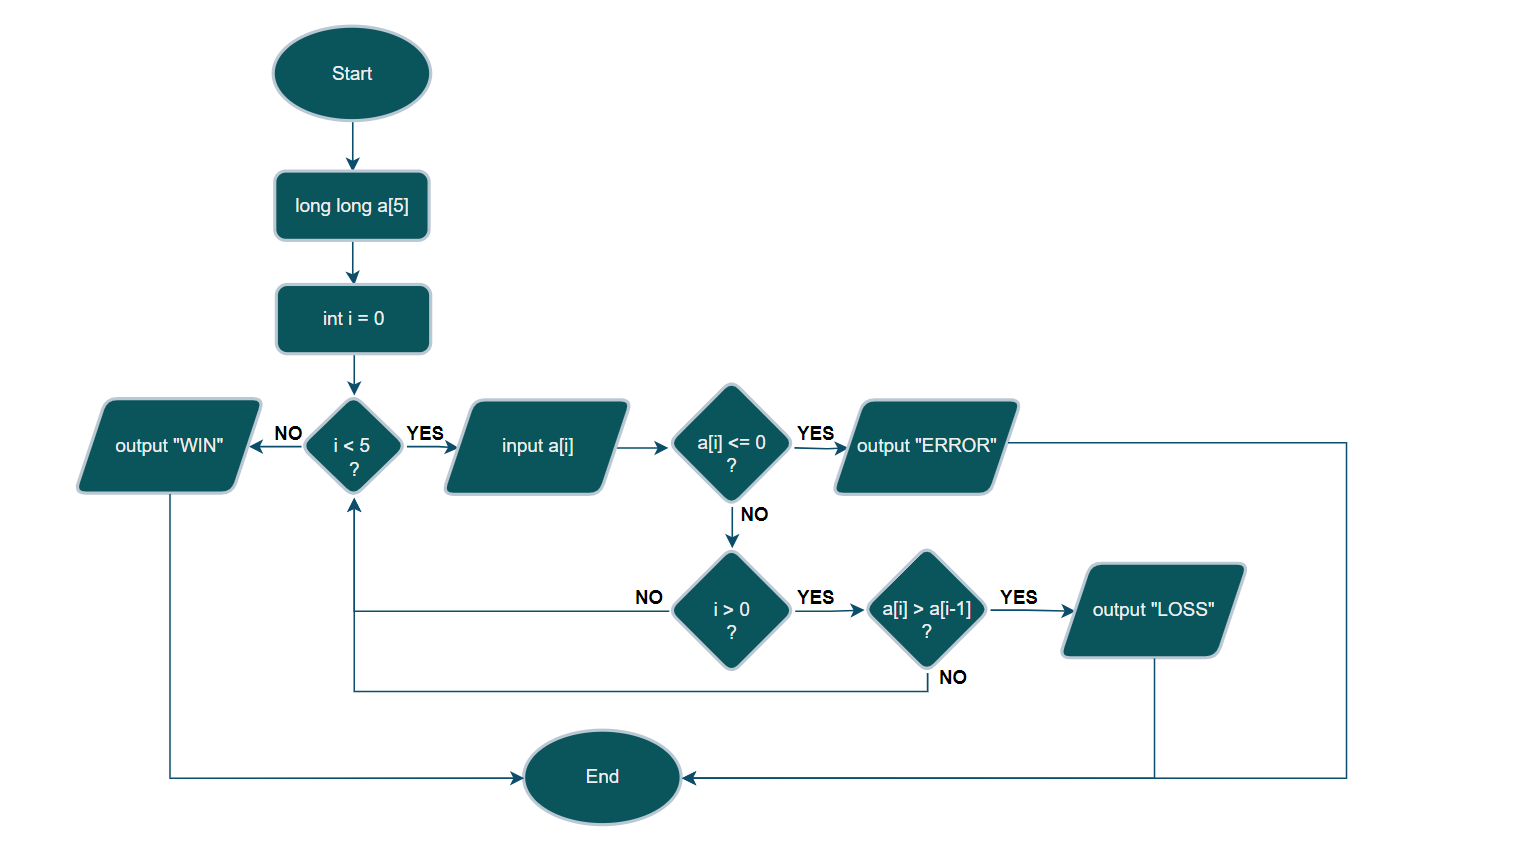 Start
long long a[5]
int i = 0
output "WIN"
NO
i < 5
?
YES
input a[i]
a[i] <= 0
?
YES
output "ERROR"
NO
NO
i > 0
?
YES
a[i] > a[i-1]
?
YES
output "LOSS"
NO
End